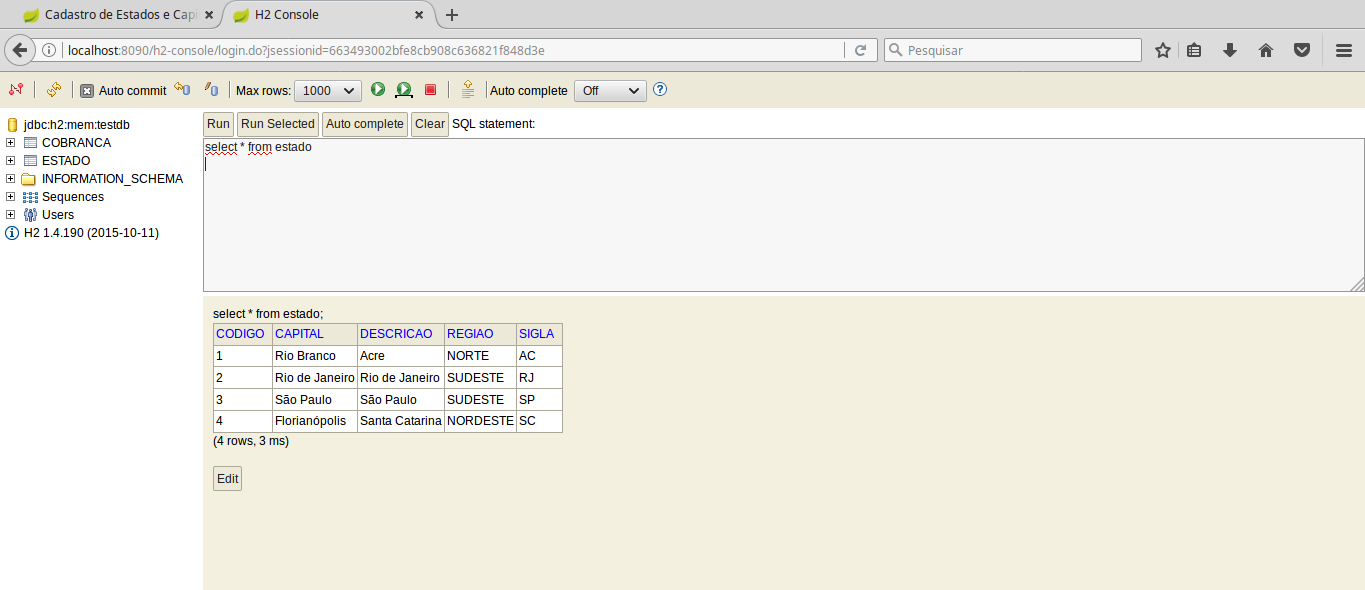 Cadastro de Estados e Capi
H2 Console
localhost:8090/h2-console/login.do?jsessionid=663493002bfe8cb908c636821f848d3e
Pesquisar
Auto commit
Max rows: 1000
Auto complete Off
jdbc:h2:mem:testdb
COBRANCA
ESTADO
INFORMATION_SCHEMA
Sequences
Users
H2 1.4.190 (2015-10-11)
Run Run Selected Auto complete Clear SQL statement:
select * from estado
select * from estado;
CODIGO CAPITAL DESCRICAO REGIAO SIGLA
1 Rio Branco Acre NORTE AC
2 Rio de Janeiro Rio de Janeiro SUDESTE RJ
3 São Paulo São Paulo SUDESTE SP
4 Florianópolis Santa Catarina NORDESTE SC
(4 rows, 3 ms)
Edit